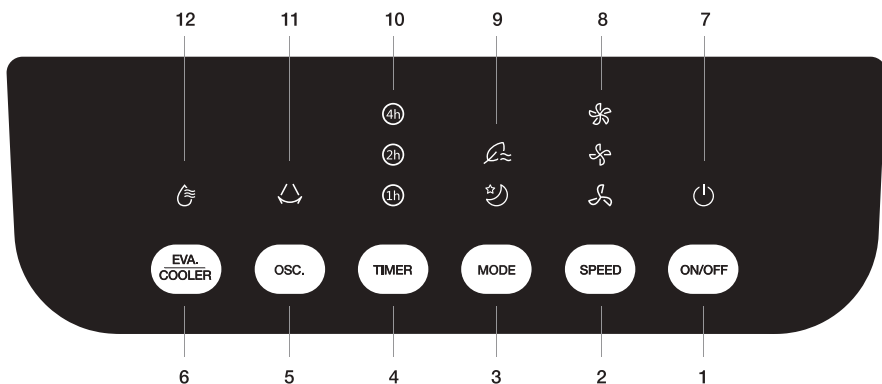 12 11 10 9 8 7
4h
2h
1h
EVA.
COOLER
OSC.
TIMER
MODE
SPEED
ON/OFF
6 5 4 3 2 1